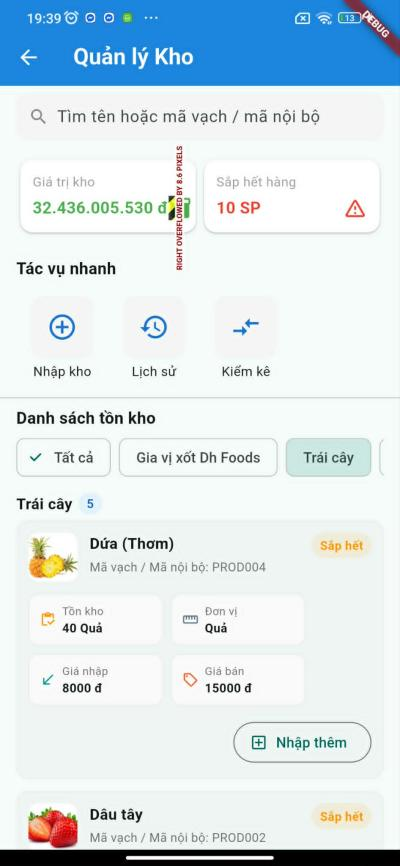 19:39
13
DEBUG
Quản lý Kho
Tìm tên hoặc mã vạch / mã nội bộ
Giá trị kho
32.436.005.530 đ
RIGHT OVERFLOWED BY 8.6 PIXELS
Sắp hết hàng
10 SP
Tác vụ nhanh
Nhập kho
Lịch sử
Kiểm kê
Danh sách tồn kho
Tất cả
Gia vị xốt Dh Foods
Trái cây
Trái cây 5
Dứa (Thơm)
Sắp hết
Mã vạch / Mã nội bộ: PROD004
Tồn kho
40 Quả
Đơn vị
Quả
Giá nhập
8000 đ
Giá bán
15000 đ
Nhập thêm
Dâu tây
Sắp hết
Mã vạch / Mã nội bộ: PROD002